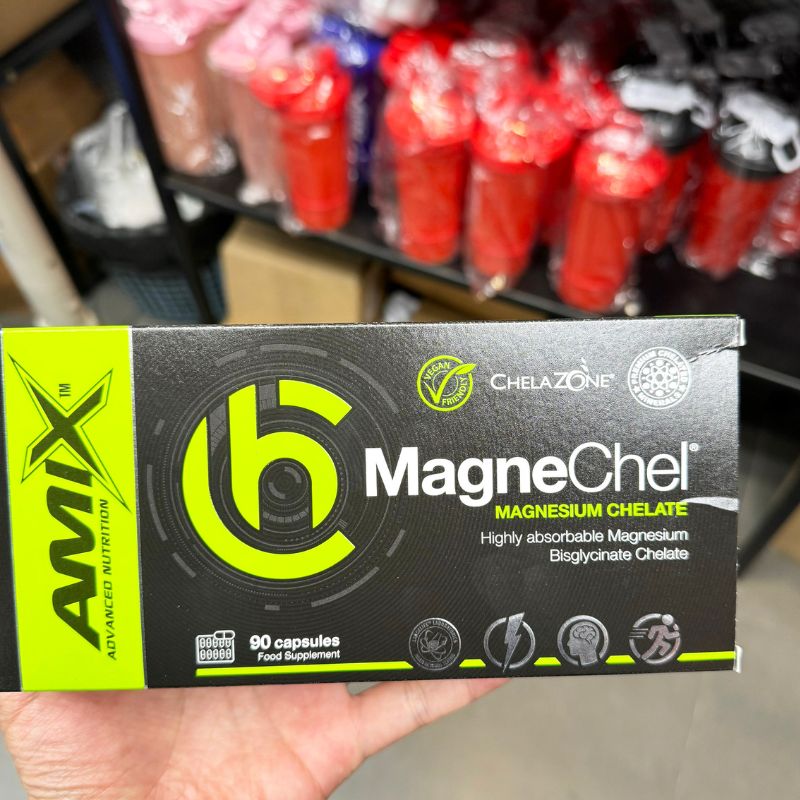 AMIX™
ADVANCED NUTRITION
VEGAN
FRIENDLY
CHELAZONE®
MagneChel®
MAGNESIUM CHELATE
Highly absorbable Magnesium
Bisglycinate Chelate
90 capsules
Food Supplement